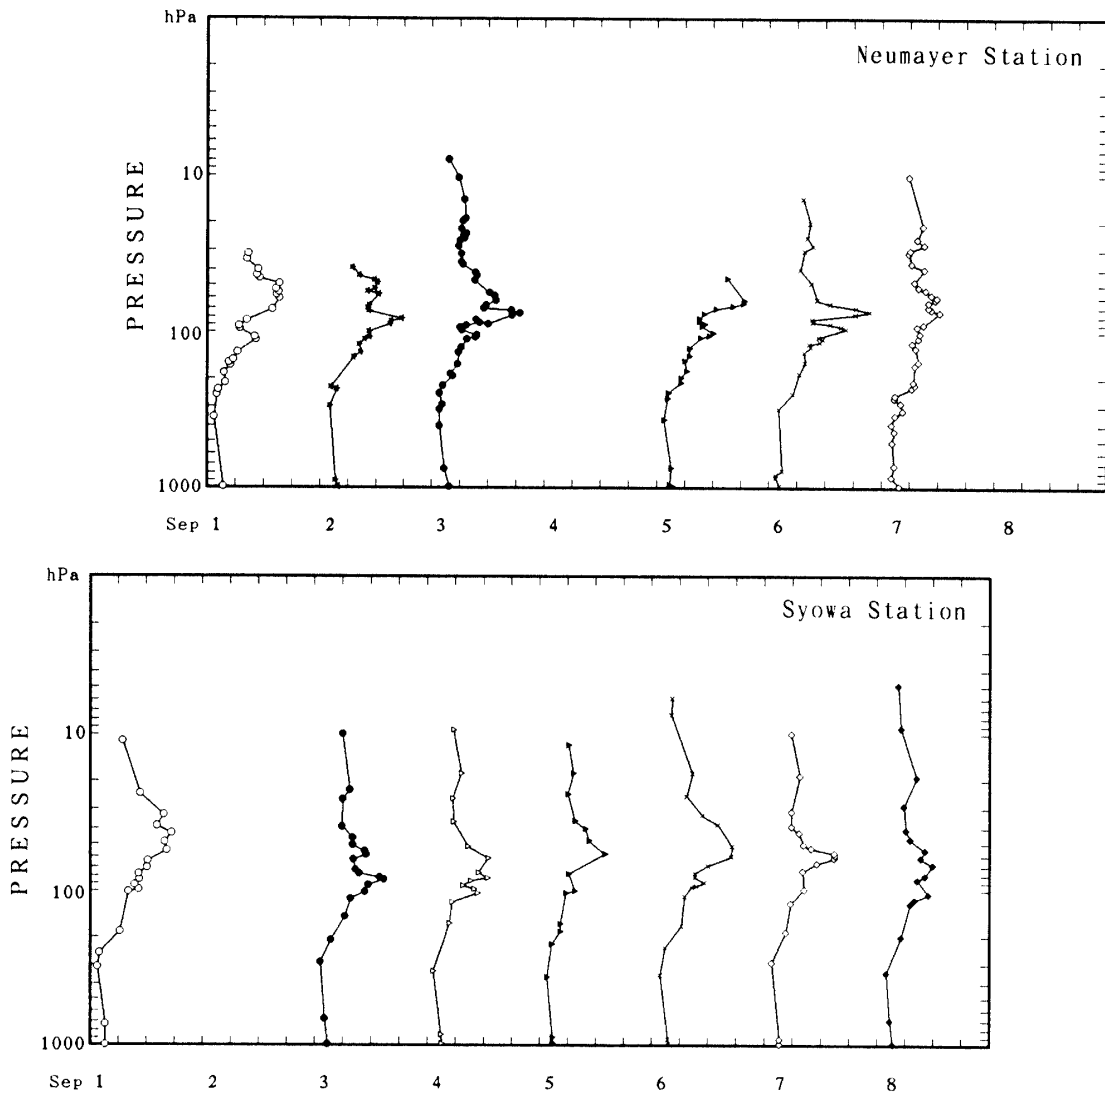 hPa
Neumayer Station
PRESSURE
10
100
1000
Sep 1 2 3 4 5 6 7 8
hPa
Syowa Station
PRESSURE
10
100
1000
Sep 1 2 3 4 5 6 7 8